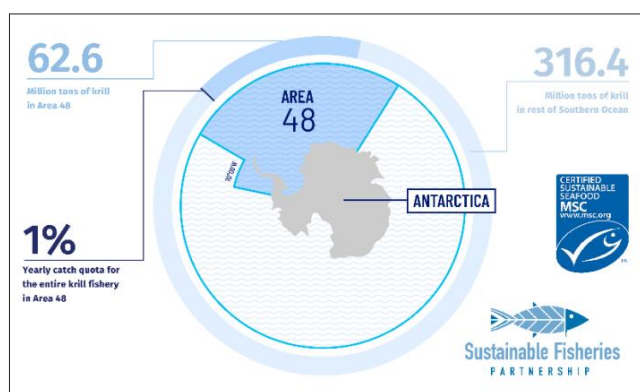 62.6
Million tons of krill
in Area 48
316.4
Million tons of krill
in rest of Southern Ocean
AREA
48
70°00W
ANTARCTICA
1%
Yearly catch quota for
the entire krill fishery
in Area 48
CERTIFIED
SUSTAINABLE
SEAFOOD
MSC
www.msc.org
Sustainable Fisheries
PARTNERSHIP